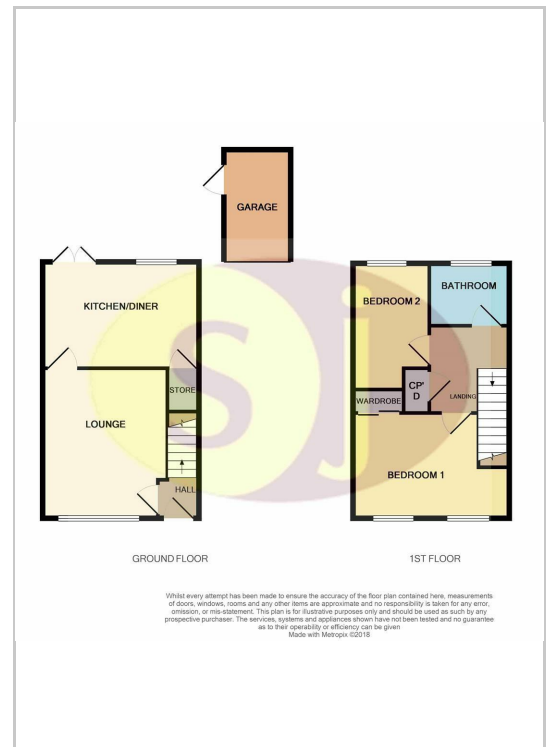 GARAGE
KITCHEN/DINER
STORE
LOUNGE
HALL
BEDROOM 2
BATHROOM
CP'
D
LANDING
WARDROBE
BEDROOM 1
sj
GROUND FLOOR
1ST FLOOR
Whilst every attempt has been made to ensure the accuracy of the floor plan contained here, measurements
of doors, windows, rooms and any other items are approximate and no responsibility is taken for any error,
omission, or mis-statement. This plan is for illustrative purposes only and should be used as such by any
prospective purchaser. The services, systems and appliances shown have not been tested and no guarantee
as to their operability or efficiency can be given
Made with Metropix ©2018